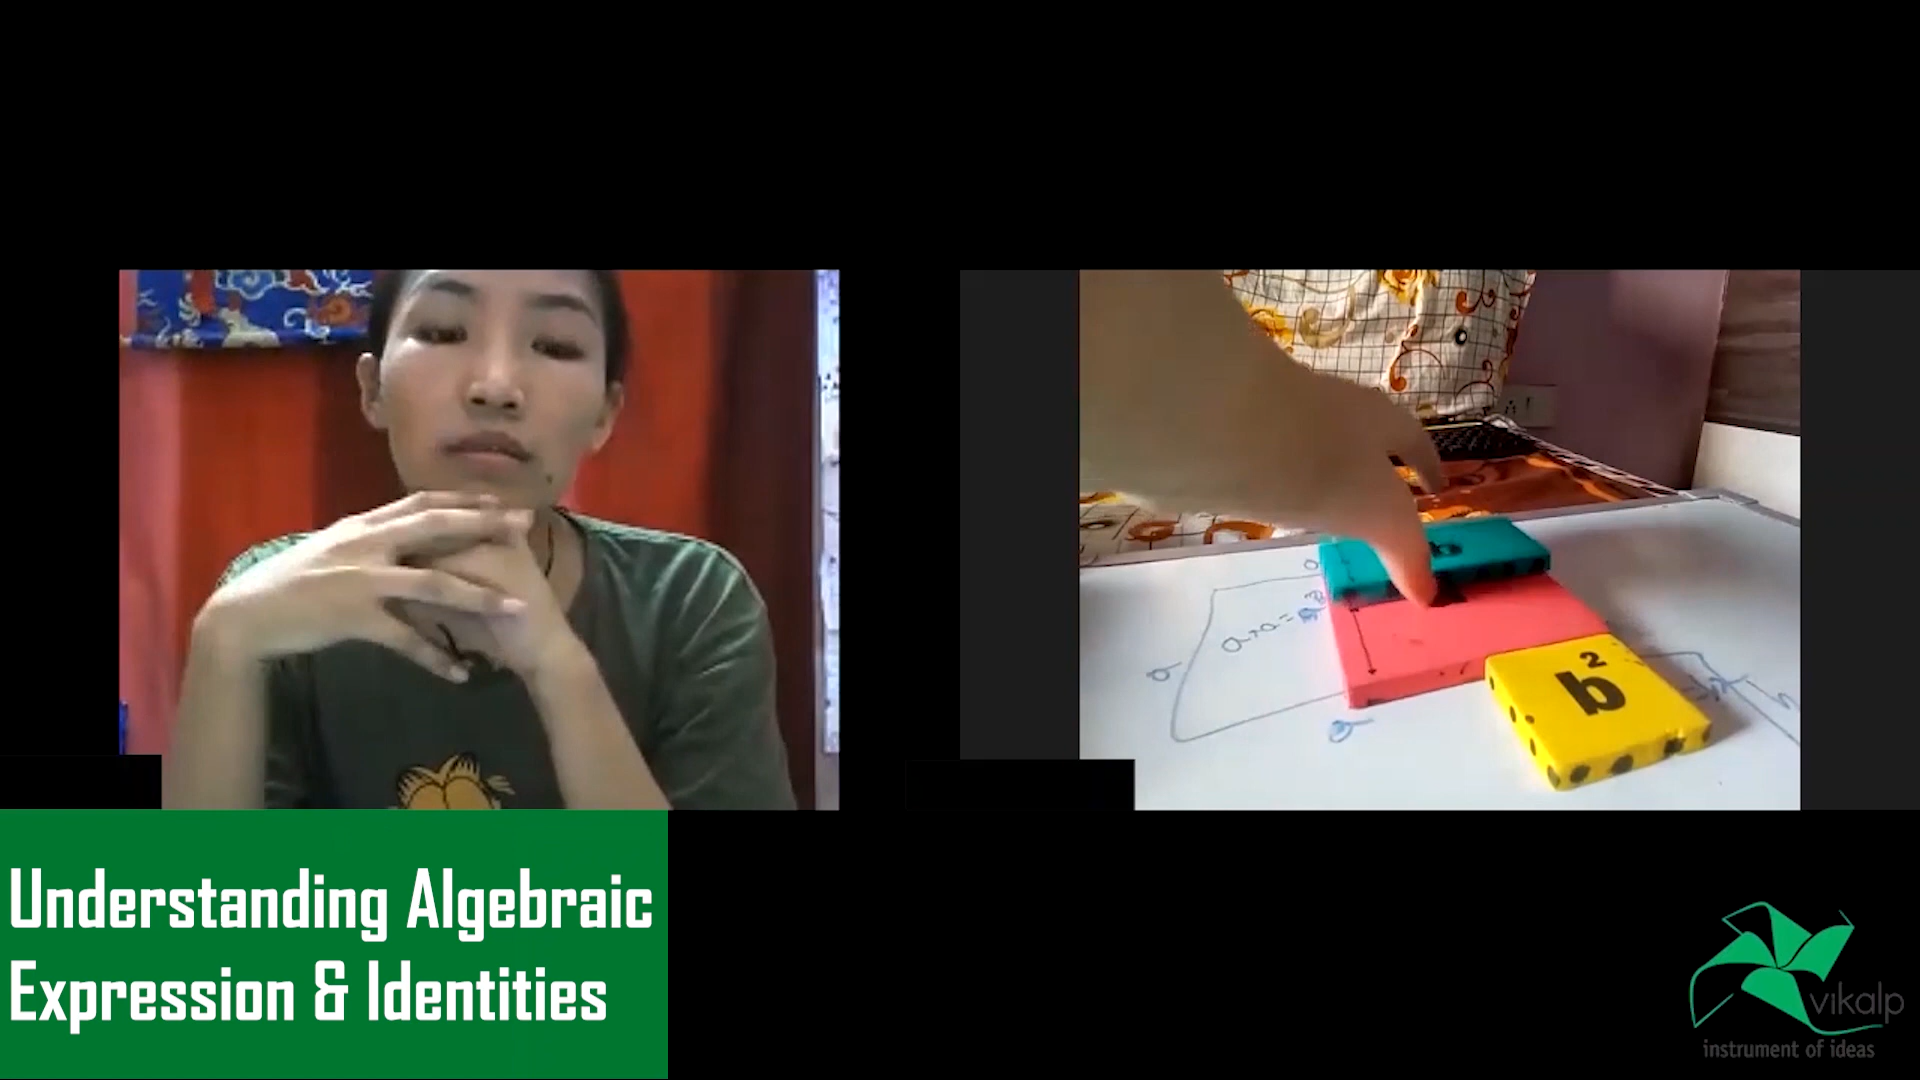 b²
a
a
Understanding Algebraic
Expression & Identities
vikalp
instrument of ideas